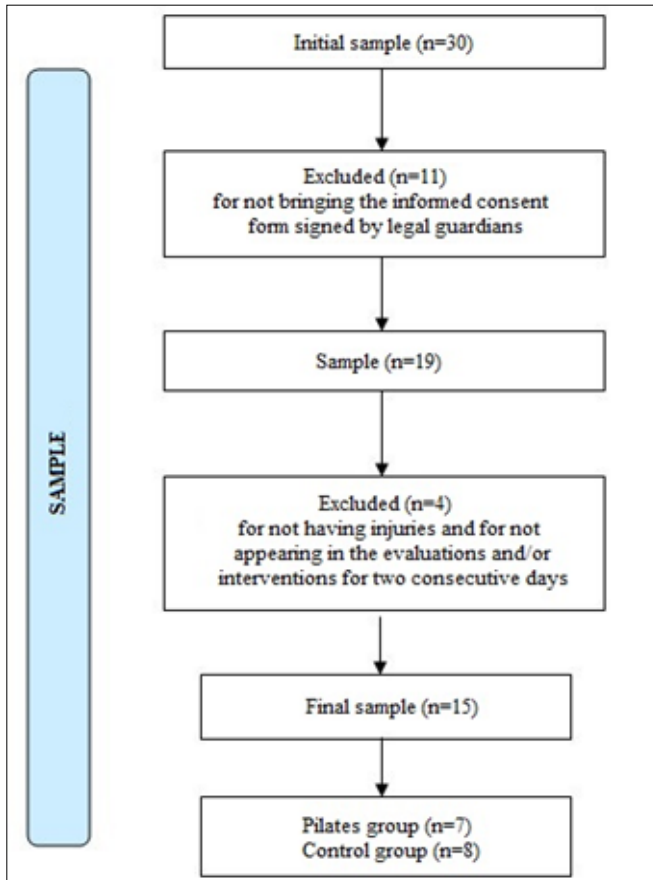 Initial sample (n=30)
Excluded (n=11)
for not bringing the informed consent
form signed by legal guardians
Sample (n=19)
SAMPLE
Excluded (n=4)
for not having injuries and for not
appearing in the evaluations and/or
interventions for two consecutive days
Final sample (n=15)
Pilates group (n=7)
Control group (n=8)